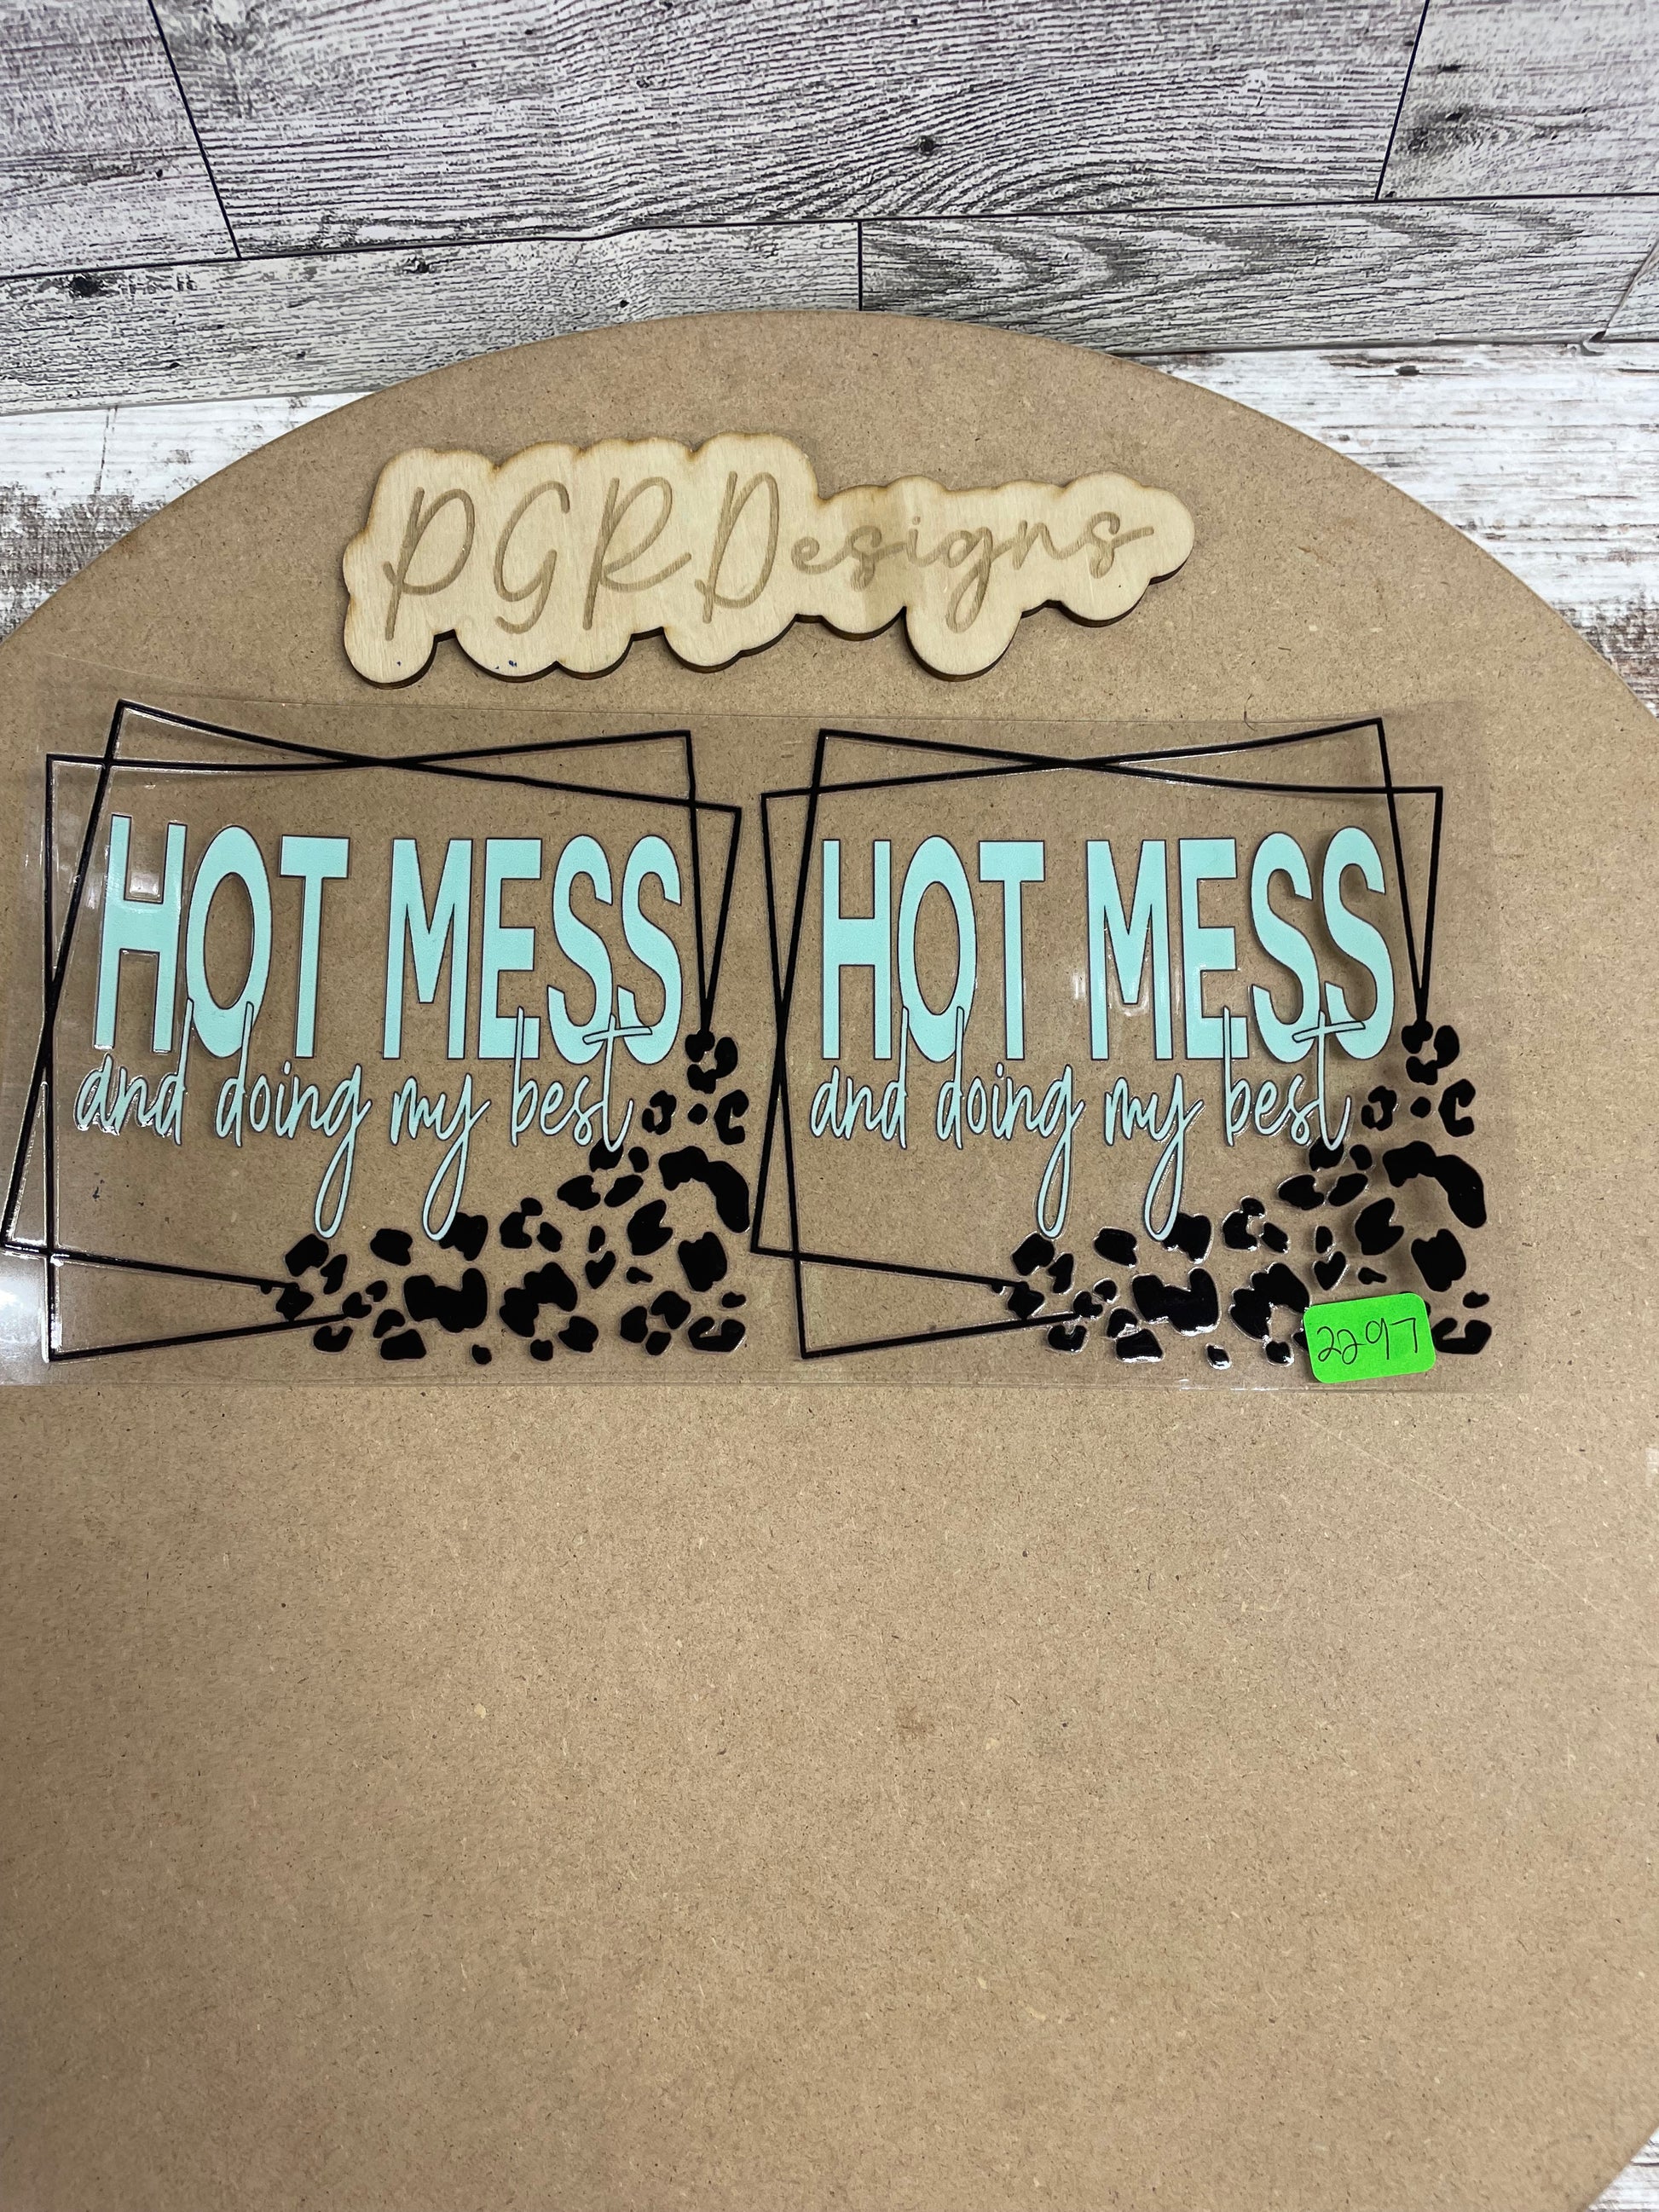 PGRDesigns
HOT MESS
and doing my best
HOT MESS
and doing my best
2297